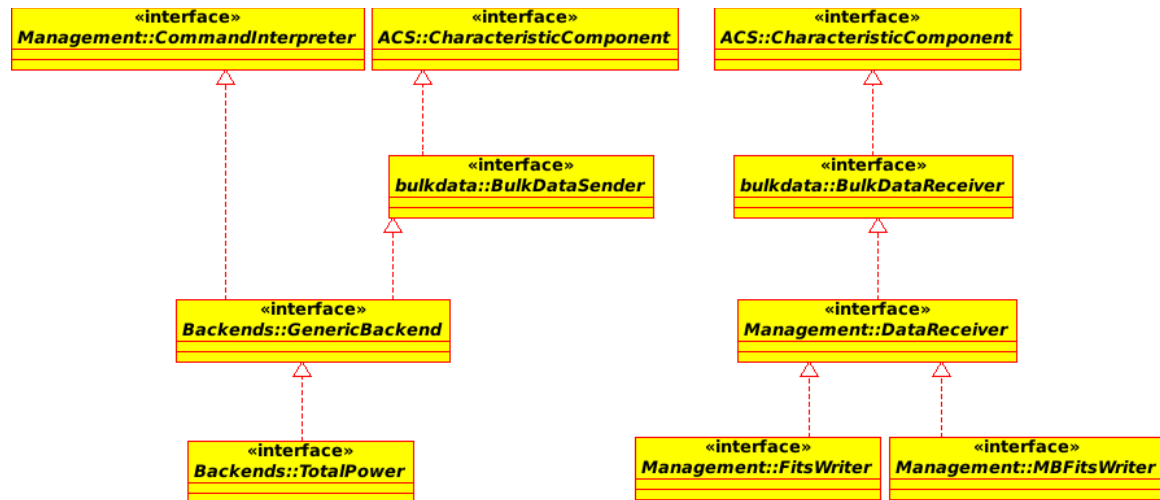 «interface»
Management::CommandInterpreter
«interface»
ACS::CharacteristicComponent
«interface»
ACS::CharacteristicComponent
«interface»
bulkdata::BulkDataSender
«interface»
bulkdata::BulkDataReceiver
«interface»
Backends::GenericBackend
«interface»
Management::DataReceiver
«interface»
Backends::TotalPower
«interface»
Management::FitsWriter
«interface»
Management::MBFitsWriter